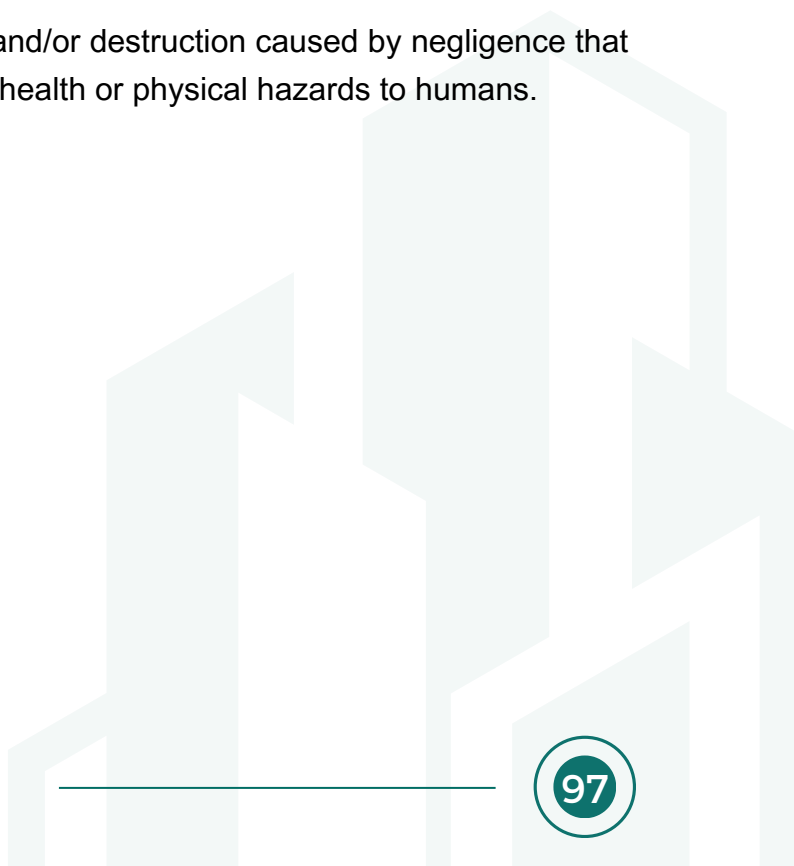 and/or destruction caused by negligence that
health or physical hazards to humans.
97